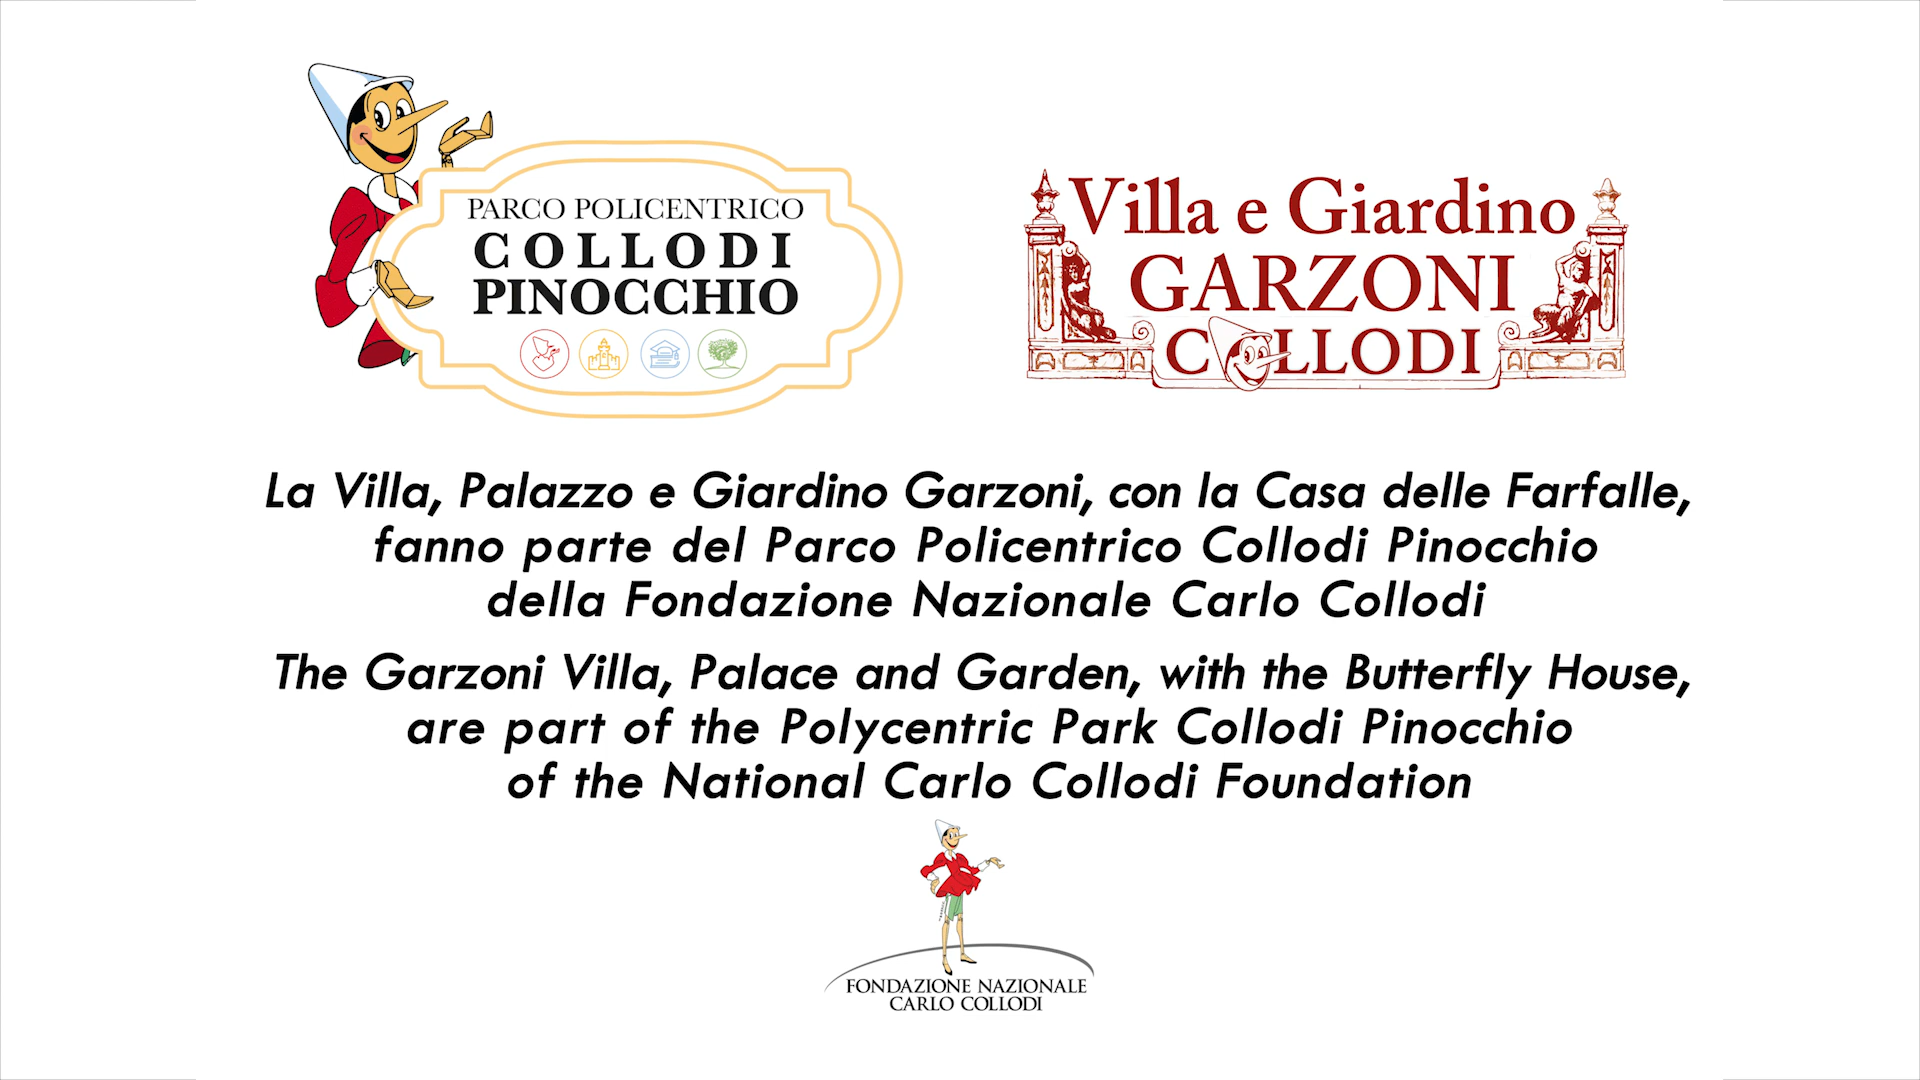 PARCO POLICENTRICO
COLLODI
PINOCCHIO
Villa e Giardino
GARZONI
COLLODI
La Villa, Palazzo e Giardino Garzoni, con la Casa delle Farfalle,
fanno parte del Parco Policentrico Collodi Pinocchio
della Fondazione Nazionale Carlo Collodi
The Garzoni Villa, Palace and Garden, with the Butterfly House,
are part of the Polycentric Park Collodi Pinocchio
of the National Carlo Collodi Foundation
FONDAZIONE NAZIONALE
CARLO COLLODI